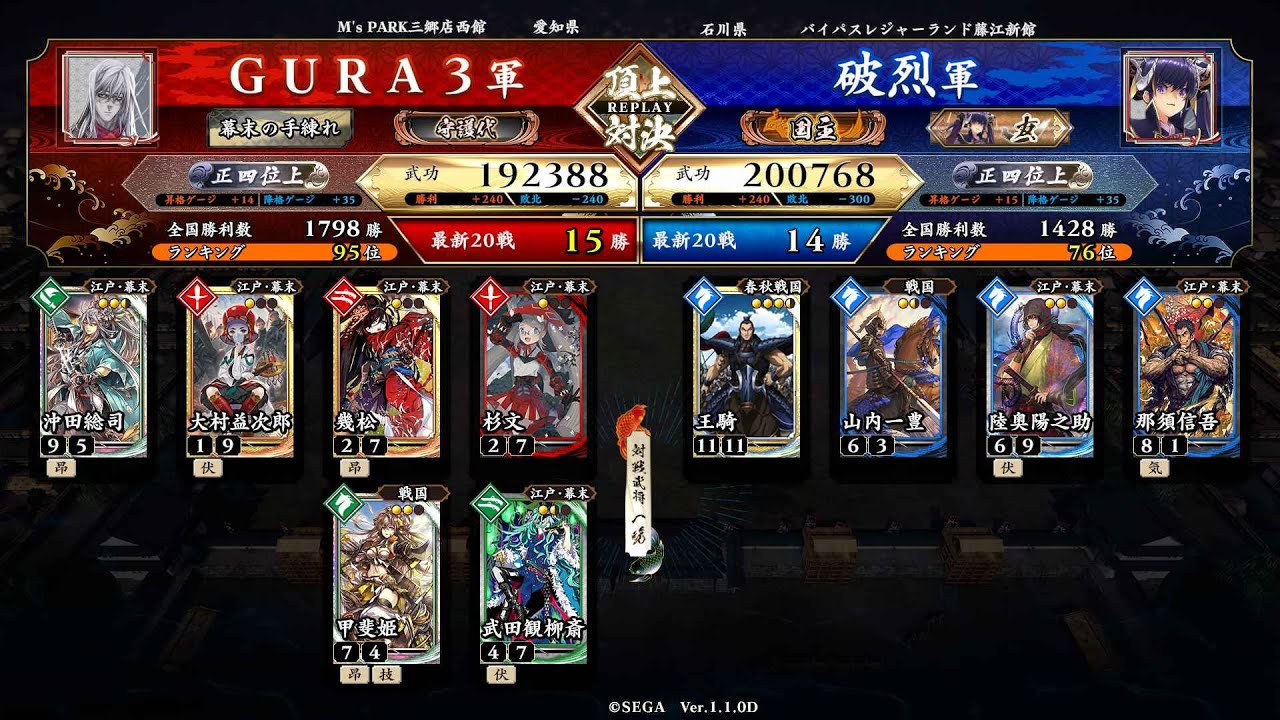 M's PARK三郷店西館 愛知県
石川県 バイパスレジャーランド藤江新館
GURA3軍
頂上
REPLAY
対決
破烈軍
幕末の手練れ
守護代
国主
正四位上
昇格ゲージ +14 降格ゲージ +35
武功 192388
勝利 +240 敗北 -240
武功 200768
勝利 +240 敗北 -300
正四位上
昇格ゲージ +15 降格ゲージ +35
全国勝利数 1798 勝
ランキング 95位
最新20戦 15勝
最新20戦 14勝
全国勝利数 1428 勝
ランキング 76位
江戸・幕末
沖田総司
9 5
昴
江戸・幕末
大村益次郎
1 9
伏
江戸・幕末
幾松
2 7
昴
江戸・幕末
杉文
2 7
春秋戦国
王騎
11 11
戦国
山内一豊
6 3
江戸・幕末
陸奥陽之助
6 9
伏
江戸・幕末
那須信吾
8 1
気
対戦武将一覧
戦国
甲斐姫
7 4
昴 技
江戸・幕末
武田観柳斎
4 7
伏
©SEGA Ver.1.1.0D